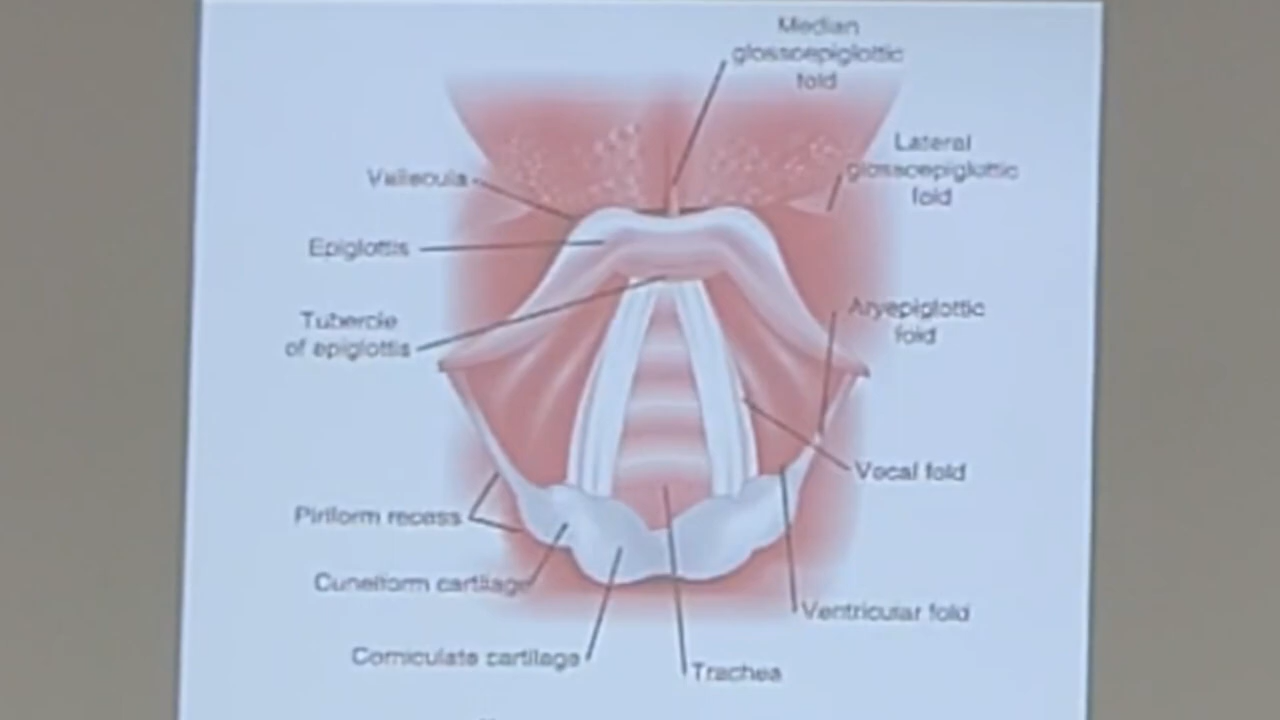 Median
glossoepiglottic
fold
Lateral
glossoepiglottic
fold
Vallecula
Epiglottis
Tubercle
of epiglottis
Aryepiglottic
fold
Vocal fold
Piriform recess
Cuneiform cartilage
Ventricular fold
Corniculate cartilage
Trachea